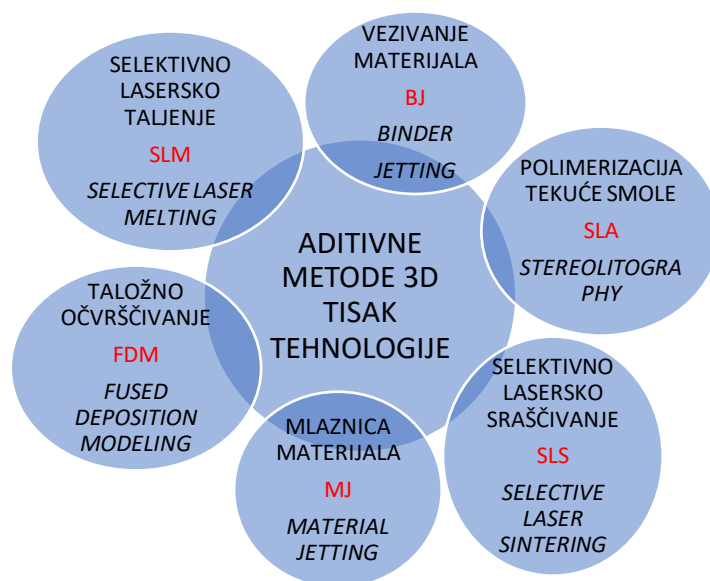 VEZIVANJE
MATERIJALA
BJ
BINDER
JETTING
SELEKTIVNO
LASERSKO
TALJENJE
SLM
SELECTIVE LASER
MELTING
POLIMERIZACIJA
TEKUĆE SMOLE
SLA
STEREOLITOGRA
PHY
ADITIVNE
METODE 3D
TISAK
TEHNOLOGIJE
TALOŽNO
OČVRŠČIVANJE
FDM
FUSED
DEPOSITION
MODELING
SELEKTIVNO
LASERSKO
SRAŠČIVANJE
SLS
SELECTIVE
LASER
SINTERING
MLAZNICA
MATERIJALA
MJ
MATERIAL
JETTING